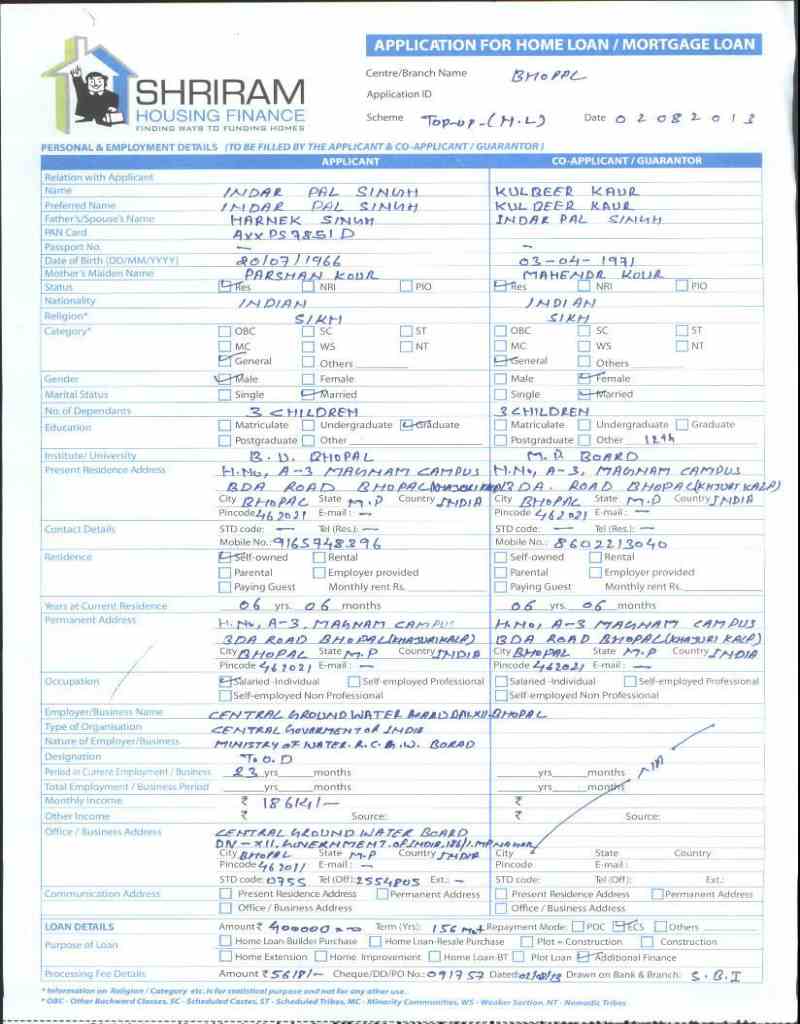 APPLICATION FOR HOME LOAN / MORTGAGE LOAN
SHRIRAM
HOUSING FINANCE
FINDING WAYS TO FUNDING HOMES
Centre/Branch Name BHOPAL
Application ID
Scheme TOP-UP-(M.L) Date 02082013
PERSONAL & EMPLOYMENT DETAILS (TO BE FILLED BY THE APPLICANT & CO-APPLICANT / GUARANTOR)
APPLICANT CO-APPLICANT / GUARANTOR
Relation with Applicant
Name INDAR PAL SINGH KULBEER KAUR
Preferred Name INDAR PAL SINGH KULBEER KAUR
Father's/Spouse's Name HARNEK SINGH INDAR PAL SINGH
PAN Card AXXPS7851D
Passport No. — —
Date of Birth (DD/MM/YYYY) 20/07/1966 03-04-1971
Mother's Maiden Name PARSHAN KOUR MAHENDR KOUR
Status Res NRI PIO Res NRI PIO
Nationality INDIAN INDIAN
Religion* SIKH SIKH
Category* OBC SC ST OBC SC ST
MC WS NT MC WS NT
General Others General Others
Gender Male Female Male Female
Marital Status Single Married Single Married
No. of Dependants 3 CHILDREN 3 CHILDREN
Education Matriculate Undergraduate Graduate Matriculate Undergraduate Graduate
Postgraduate Other Postgraduate Other 12th
Institute/ University B.U. BHOPAL M.P. BOARD
Present Residence Address H.No, A-3 MAGNAM CAMPUS H.No, A-3, MAGNAM CAMPUS
BDA ROAD BHOPAL BDA. ROAD BHOPAL(KHAJURI KALP)
City BHOPAL State M.P Country INDIA City BHOPAL State M.P Country INDIA
Pincode 462021 E-mail: — Pincode 462021 E-mail: —
Contact Details STD code: — Tel (Res.): — STD code: — Tel (Res.): —
Mobile No.: 9165948396 Mobile No.: 8602213040
Residence Self-owned Rental Self-owned Rental
Parental Employer provided Parental Employer provided
Paying Guest Monthly rent Rs. Paying Guest Monthly rent Rs.
Years at Current Residence 06 yrs. 06 months 06 yrs. 06 months
Permanent Address H.No, A-3, MAGNAM CAMPUS H.No, A-3 MAGNAM CAMPUS
BDA ROAD BHOPAL(KHAJURI KALP) BDA ROAD BHOPAL(KHAJURI KALP)
City BHOPAL State M.P Country INDIA City BHOPAL State M.P Country INDIA
Pincode 462021 E-mail: — Pincode 462021 E-mail: —
Occupation Salaried -Individual Self-employed Professional Salaried -Individual Self-employed Professional
Self-employed Non Professional Self-employed Non Professional
Employer/Business Name CENTRAL GROUND WATER BOARD BHOPAL
Type of Organisation CENTRAL GOVARMENT OF INDIA
Nature of Employer/Business MINISTRY OF WATER. R.C.G.W. BORAD
Designation T.O.D
Period in Current Employment / Business 23 yrs months yrs months
Total Employment / Business Period yrs months yrs months NA
Monthly Income ₹ 18614/— ₹
Other Income ₹ Source: ₹ Source:
Office / Business Address CENTRAL GROUND WATER BOARD
DN-XII, GOVERNMENT. OF INDIA, 186/1. MP NAGAR
City BHOPAL State M.P Country INDIA City State Country
Pincode 462011 E-mail: — Pincode E-mail:
STD code: 0755 Tel (Off): 2554805 Ext.: — STD code: Tel (Off): Ext.:
Communication Address Present Residence Address Permanent Address Present Residence Address Permanent Address
Office / Business Address Office / Business Address
LOAN DETAILS Amount ₹ 400000=00 Term (Yrs): 156 Repayment Mode: PDC ECS Others
Purpose of Loan Home Loan Builder Purchase Home Loan-Resale Purchase Plot + Construction Construction
Home Extension Home Improvement Home Loan-BT Plot Loan Additional Finance
Processing Fee Details Amount ₹ 5618/— Cheque/DD/PO No.: 091757 Dated: 02/08/13 Drawn on Bank & Branch: S.B.I
* Information on Religion / Category etc. is for statistical purpose and not for any other use.
* OBC - Other Backward Classes, SC - Scheduled Castes, ST - Scheduled Tribes, MC - Minority Communities, WS - Weaker Section, NT - Nomadic Tribes